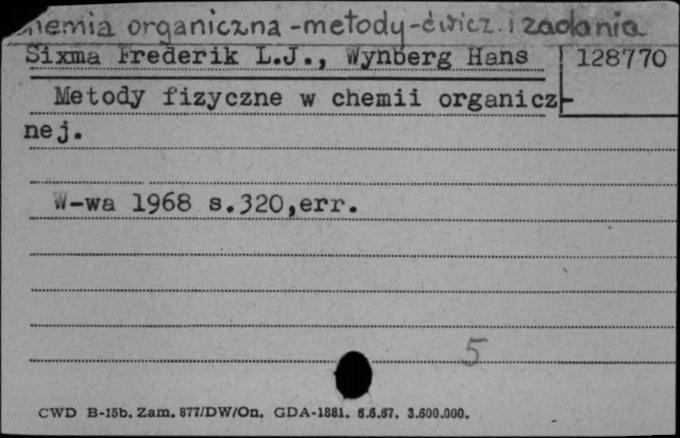 Chemia organiczna - metody - ćwicz. i zadania
Sixma Frederik L.J., Wynberg Hans 128770
Metody fizyczne w chemii organicz-
nej.
W-wa 1968 s.320,err.
5
CWD B-15b. Zam. 877/DW/On. GDA-1881. 6.6.67. 3.600.000.